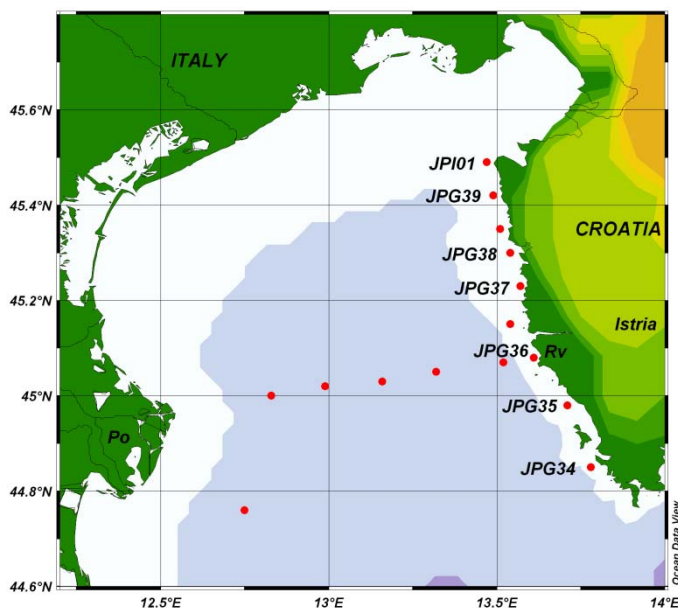 ITALY
45.6°N
JPI01
45.4°N
JPG39
CROATIA
JPG38
45.2°N
JPG37
Istria
JPG36
Rv
45°N
JPG35
Po
JPG34
44.8°N
44.6°N
12.5°E
13°E
13.5°E
14°E
Ocean Data View